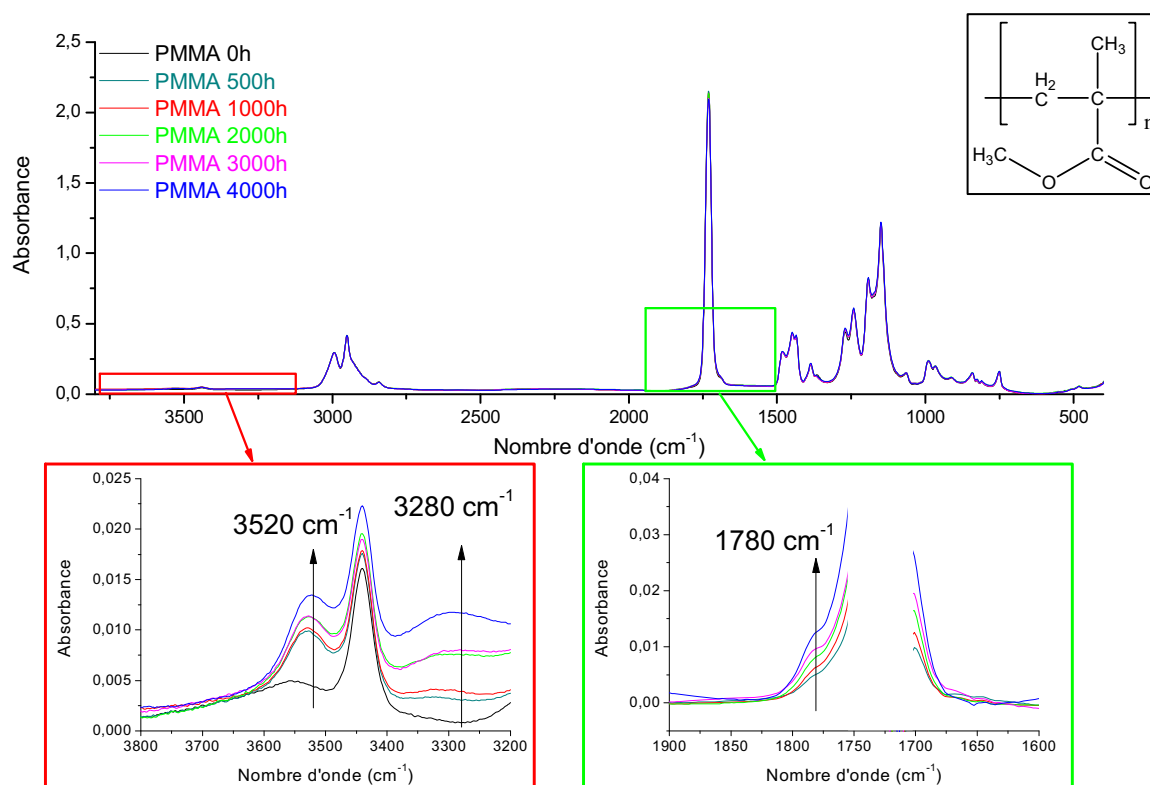 2,5
2,0
1,5
1,0
0,5
0,0
Absorbance
PMMA 0h
PMMA 500h
PMMA 1000h
PMMA 2000h
PMMA 3000h
PMMA 4000h
CH3
H2
C
C
n
H3C
O
C
O
3500 3000 2500 2000 1500 1000 500
Nombre d'onde (cm-1)
0,025
0,020
0,015
0,010
0,005
0,000
Absorbance
3520 cm-1
3280 cm-1
3800 3700 3600 3500 3400 3300 3200
Nombre d'onde (cm-1)
0,04
0,03
0,02
0,01
0,00
Absorbance
1780 cm-1
1900 1850 1800 1750 1700 1650 1600
Nombre d'onde (cm-1)